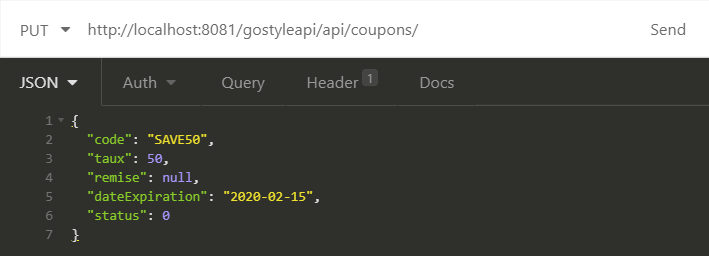 PUT http://localhost:8081/gostyleapi/api/coupons/ Send
JSON Auth Query Header 1 Docs
1 {
2 "code": "SAVE50",
3 "taux": 50,
4 "remise": null,
5 "dateExpiration": "2020-02-15",
6 "status": 0
7 }